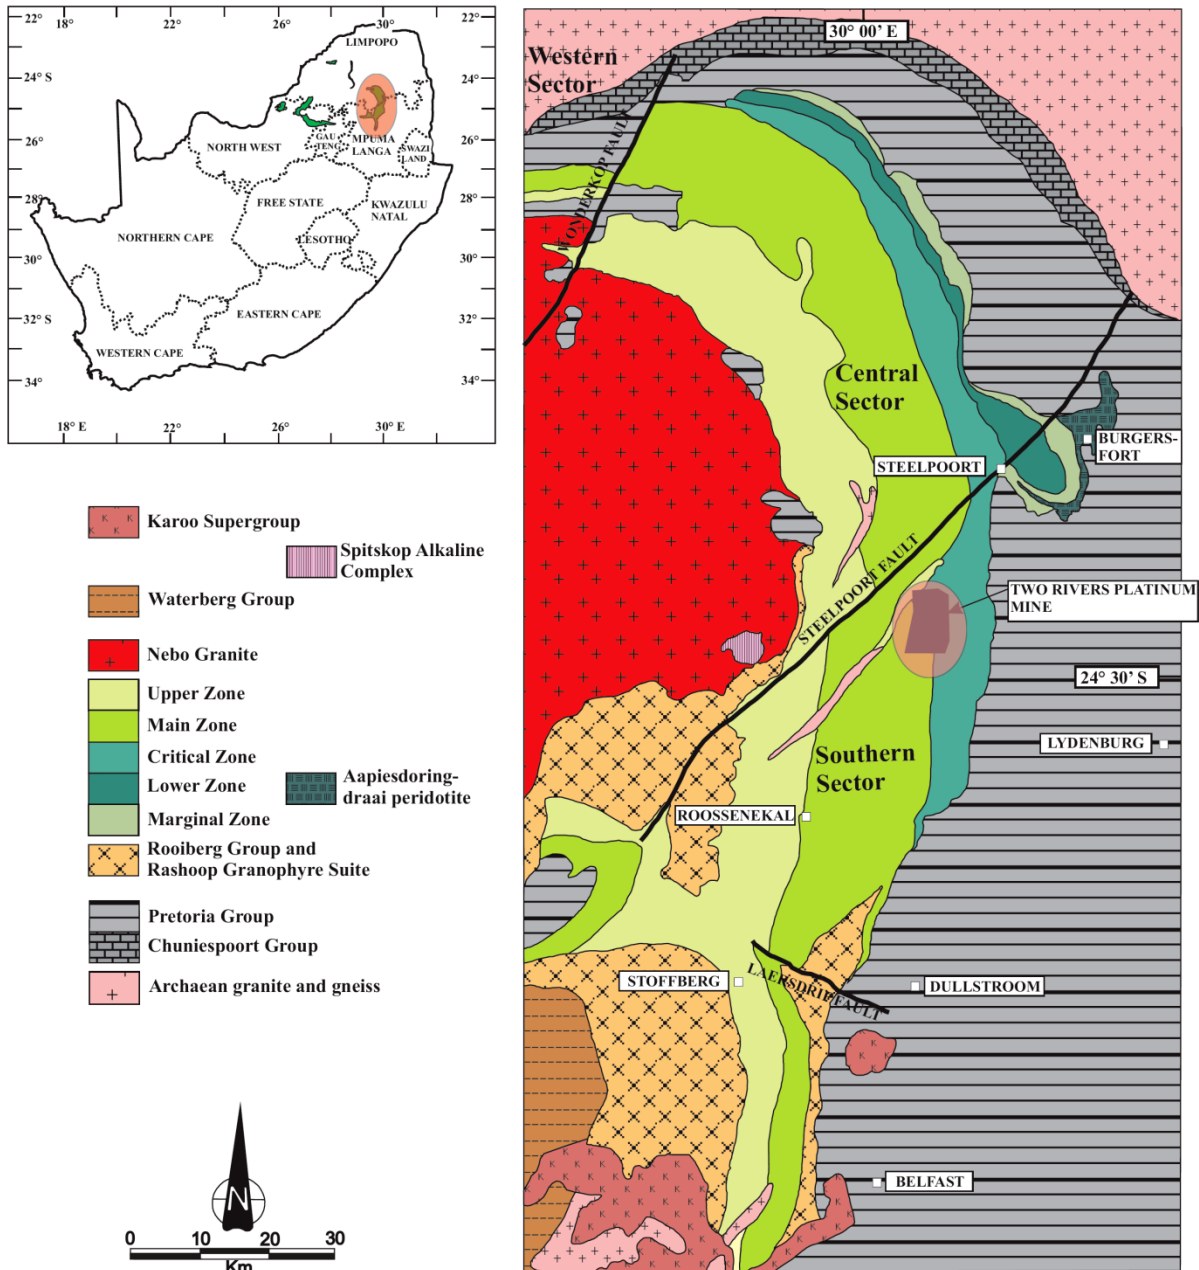 22°
24° S
26°
28°
30°
32° S
34°
18°
22°
26°
30°
22°
24°
26°
28°
30°
32°
34°
18° E
22°
26°
30°
LIMPOPO
NORTH WEST
GAU
TENG
MPUMA
LANGA
SWAZI
LAND
FREE STATE
KWAZULU
NATAL
NORTHERN CAPE
LESOTHO
EASTERN CAPE
WESTERN CAPE
Karoo Supergroup
Spitskop Alkaline
Complex
Waterberg Group
Nebo Granite
Upper Zone
Main Zone
Critical Zone
Lower Zone
Aapiesdoring-
draai peridotite
Marginal Zone
Rooiberg Group and
Rashoop Granophyre Suite
Pretoria Group
Chuniespoort Group
Archaean granite and gneiss
N
0 10 20 30
Km
30° 00' E
Western
Sector
WONDERKOP FAULT
Central
Sector
BURGERS-
FORT
STEELPOORT
STEELPOORT FAULT
TWO RIVERS PLATINUM
MINE
24° 30' S
LYDENBURG
Southern
Sector
ROOSSENEKAL
STOFFBERG
LAERSDRIF FAULT
DULLSTROOM
BELFAST